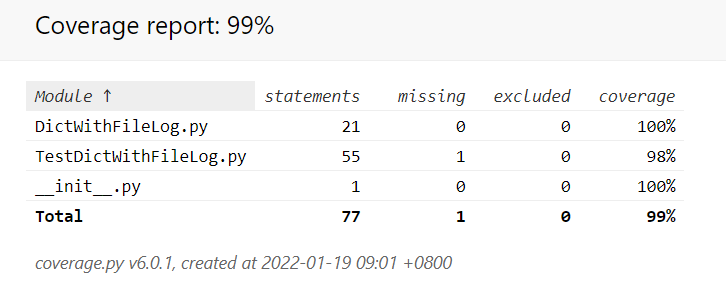 Coverage report: 99%
Module ↑ statements missing excluded coverage
DictWithFileLog.py 21 0 0 100%
TestDictWithFileLog.py 55 1 0 98%
__init__.py 1 0 0 100%
Total 77 1 0 99%
coverage.py v6.0.1, created at 2022-01-19 09:01 +0800